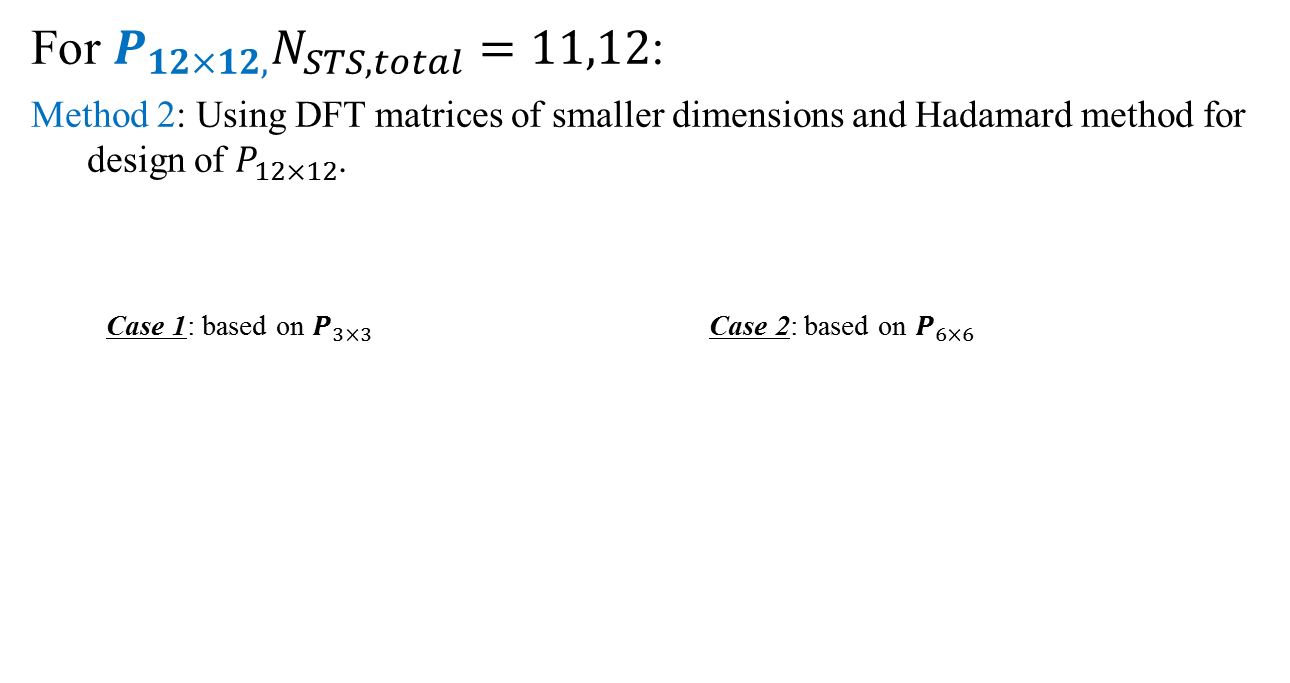 For P12×12, NSTS,total = 11,12:
Method 2: Using DFT matrices of smaller dimensions and Hadamard method for
design of P12×12.
Case 1: based on P3×3
Case 2: based on P6×6